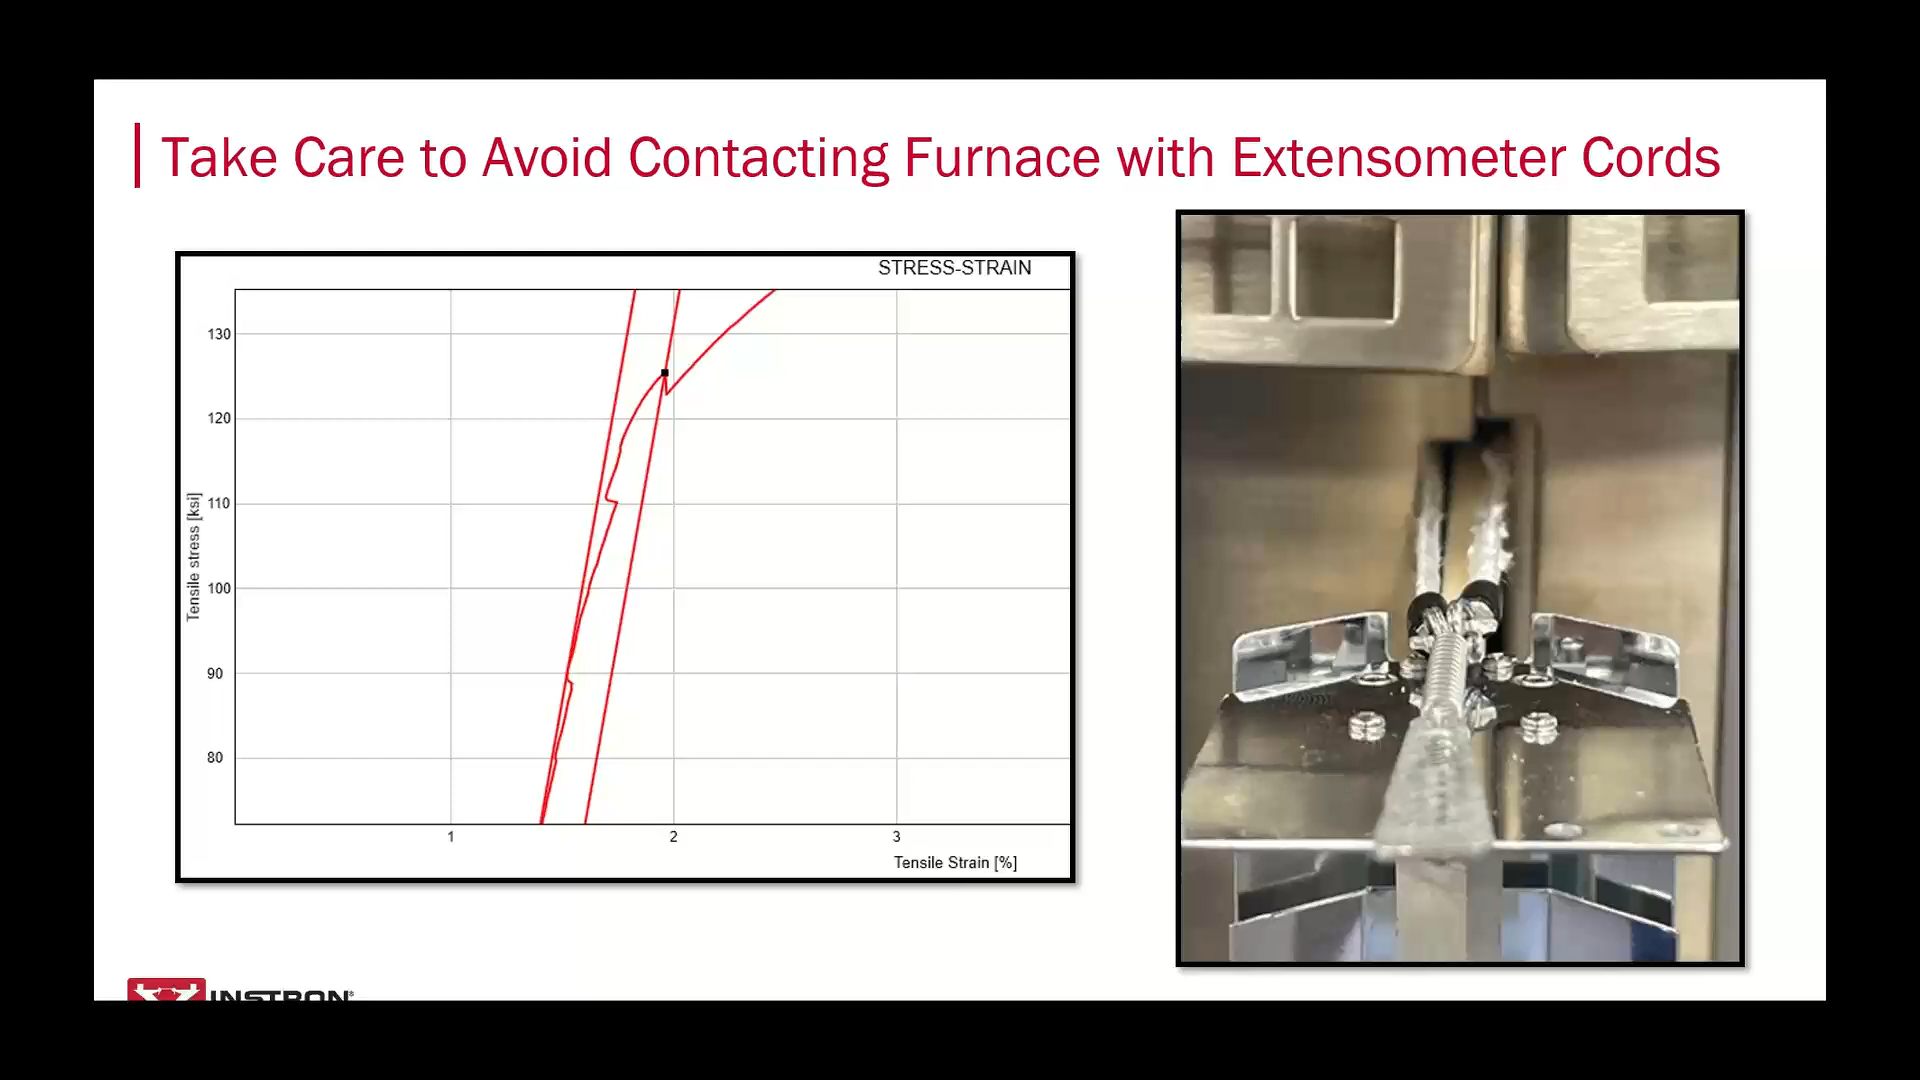 Take Care to Avoid Contacting Furnace with Extensometer Cords
STRESS-STRAIN
130
120
110
100
90
80
Tensile stress [ksi]
1
2
3
Tensile Strain [%]
INSTRON®